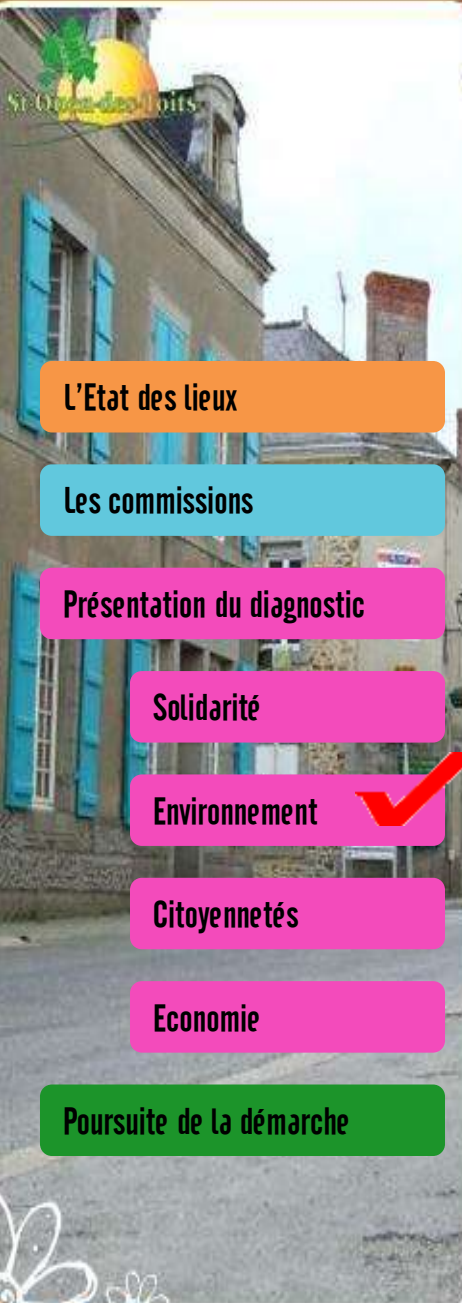 St-Ouen-des-Toits
L'Etat des lieux
Les commissions
Présentation du diagnostic
Solidarité
Environnement
Citoyennetés
Economie
Poursuite de la démarche